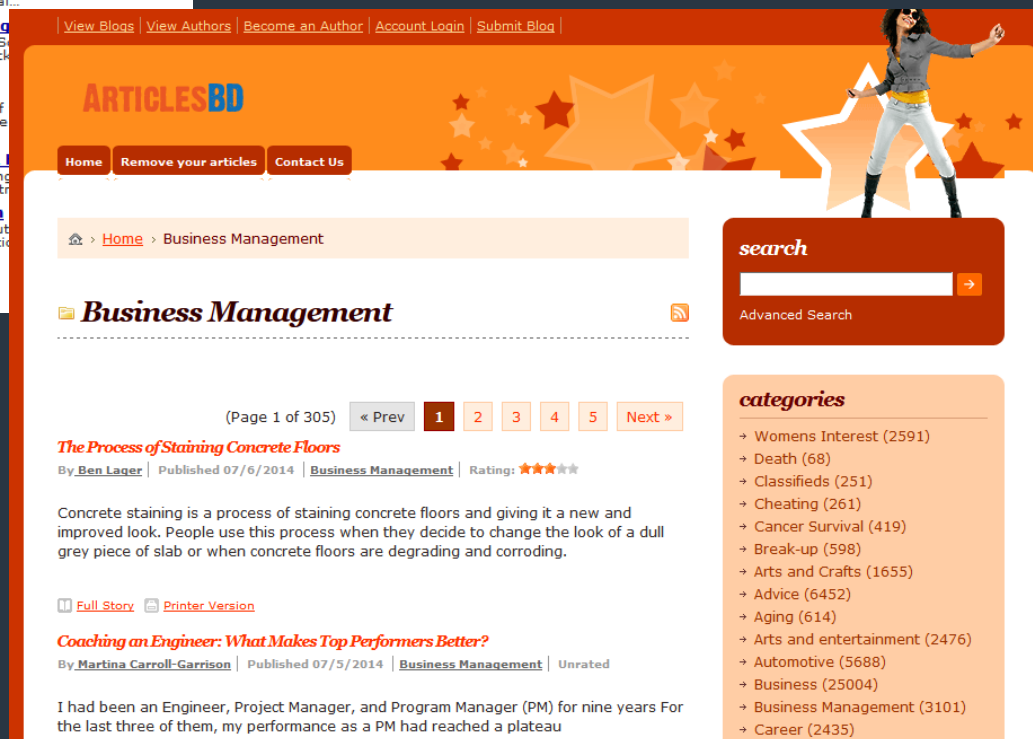 View Blogs View Authors Become an Author Account Login Submit Blog
ARTICLESBD
Home Remove your articles Contact Us
Home › Business Management
Business Management
(Page 1 of 305) « Prev 1 2 3 4 5 Next »
The Process of Staining Concrete Floors
By Ben Lager Published 07/6/2014 Business Management Rating:
Concrete staining is a process of staining concrete floors and giving it a new and
improved look. People use this process when they decide to change the look of a dull
grey piece of slab or when concrete floors are degrading and corroding.
Full Story Printer Version
Coaching an Engineer: What Makes Top Performers Better?
By Martina Carroll-Garrison Published 07/5/2014 Business Management Unrated
I had been an Engineer, Project Manager, and Program Manager (PM) for nine years For
the last three of them, my performance as a PM had reached a plateau
search
Advanced Search
categories
Womens Interest (2591)
Death (68)
Classifieds (251)
Cheating (261)
Cancer Survival (419)
Break-up (598)
Arts and Crafts (1655)
Advice (6452)
Aging (614)
Arts and entertainment (2476)
Automotive (5688)
Business (25004)
Business Management (3101)
Career (2435)